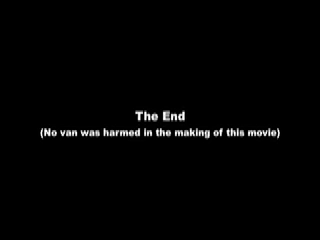 The End
(No van was harmed in the making of this movie)